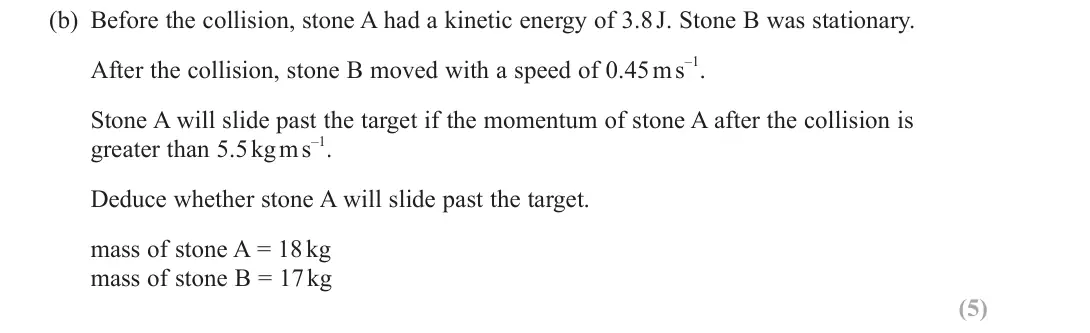 (b) Before the collision, stone A had a kinetic energy of 3.8 J. Stone B was stationary.
After the collision, stone B moved with a speed of 0.45 m s⁻¹.
Stone A will slide past the target if the momentum of stone A after the collision is
greater than 5.5 kg m s⁻¹.
Deduce whether stone A will slide past the target.
mass of stone A = 18 kg
mass of stone B = 17 kg
(5)